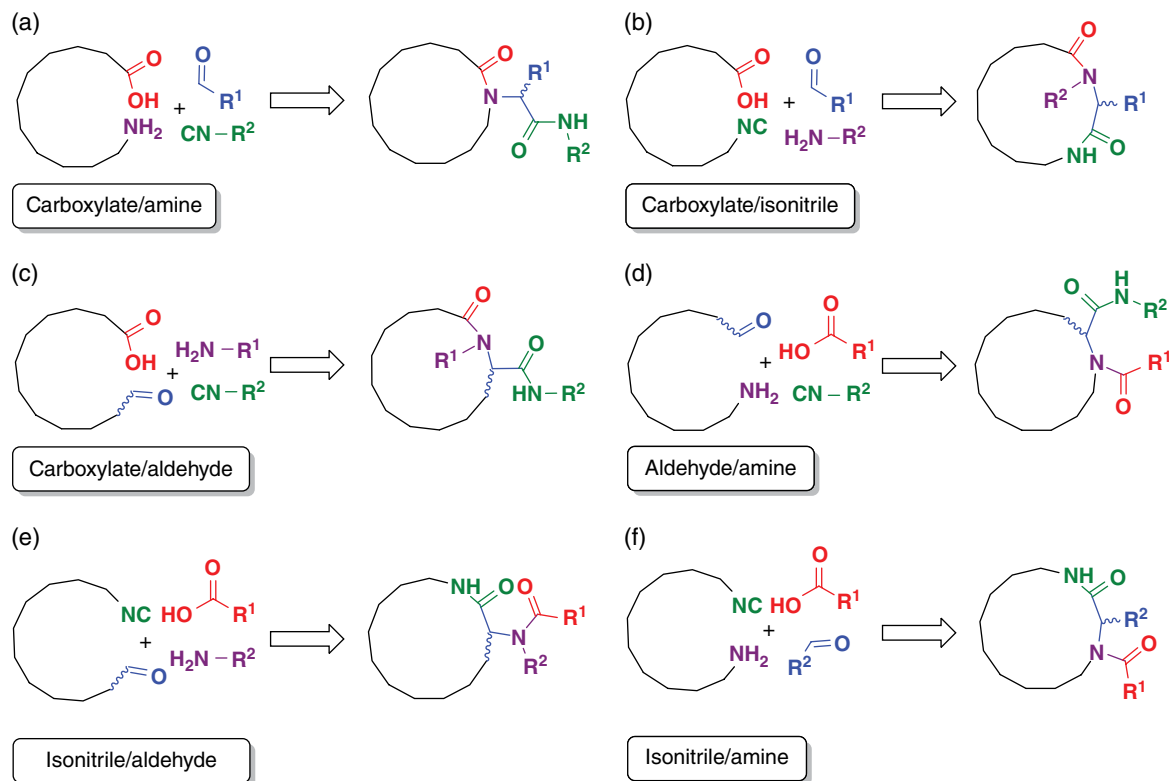 (a)
O
OH
NH2
+
O
R1
CN–R2
O
N
R1
NH
O
R2
Carboxylate/amine
(b)
O
OH
NC
+
O
R1
H2N–R2
O
N
R2
R1
NH
O
Carboxylate/isonitrile
(c)
O
OH
O
H2N–R1
+
CN–R2
O
N
R1
O
HN–R2
Carboxylate/aldehyde
(d)
O
NH2
+
O
HO
R1
CN–R2
O
H
N
R2
N
R1
O
Aldehyde/amine
(e)
NC
O
+
O
HO
R1
H2N–R2
NH
O
O
R1
N
R2
Isonitrile/aldehyde
(f)
NC
NH2
+
O
HO
R1
R2
O
NH
O
R2
N
O
R1
Isonitrile/amine